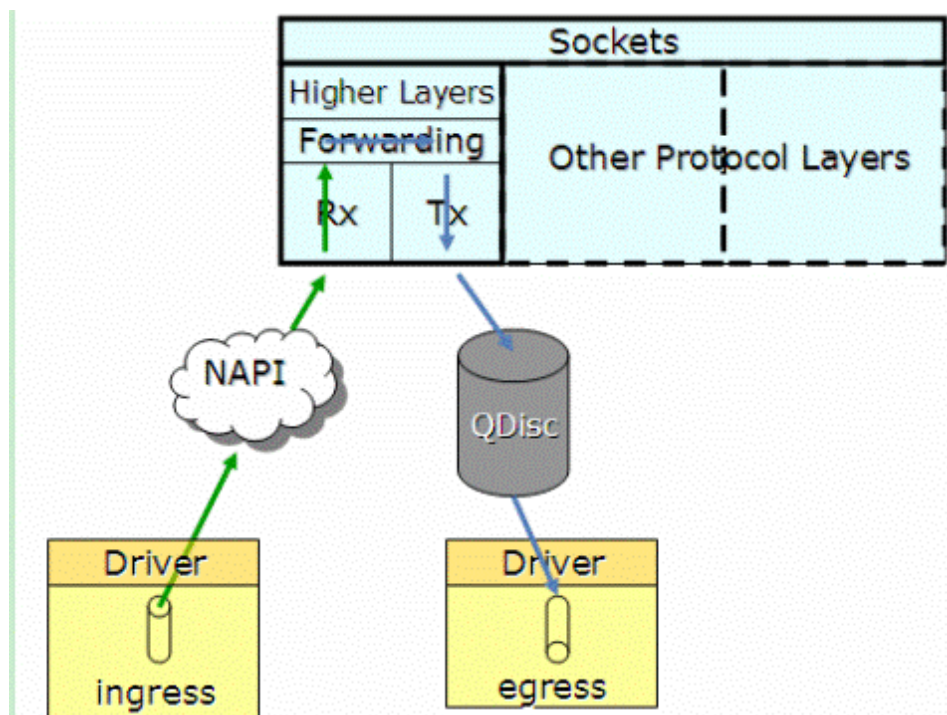 Sockets
Higher Layers
Forwarding
Other Protocol Layers
Rx
Tx
NAPI
QDisc
Driver
Driver
ingress
egress